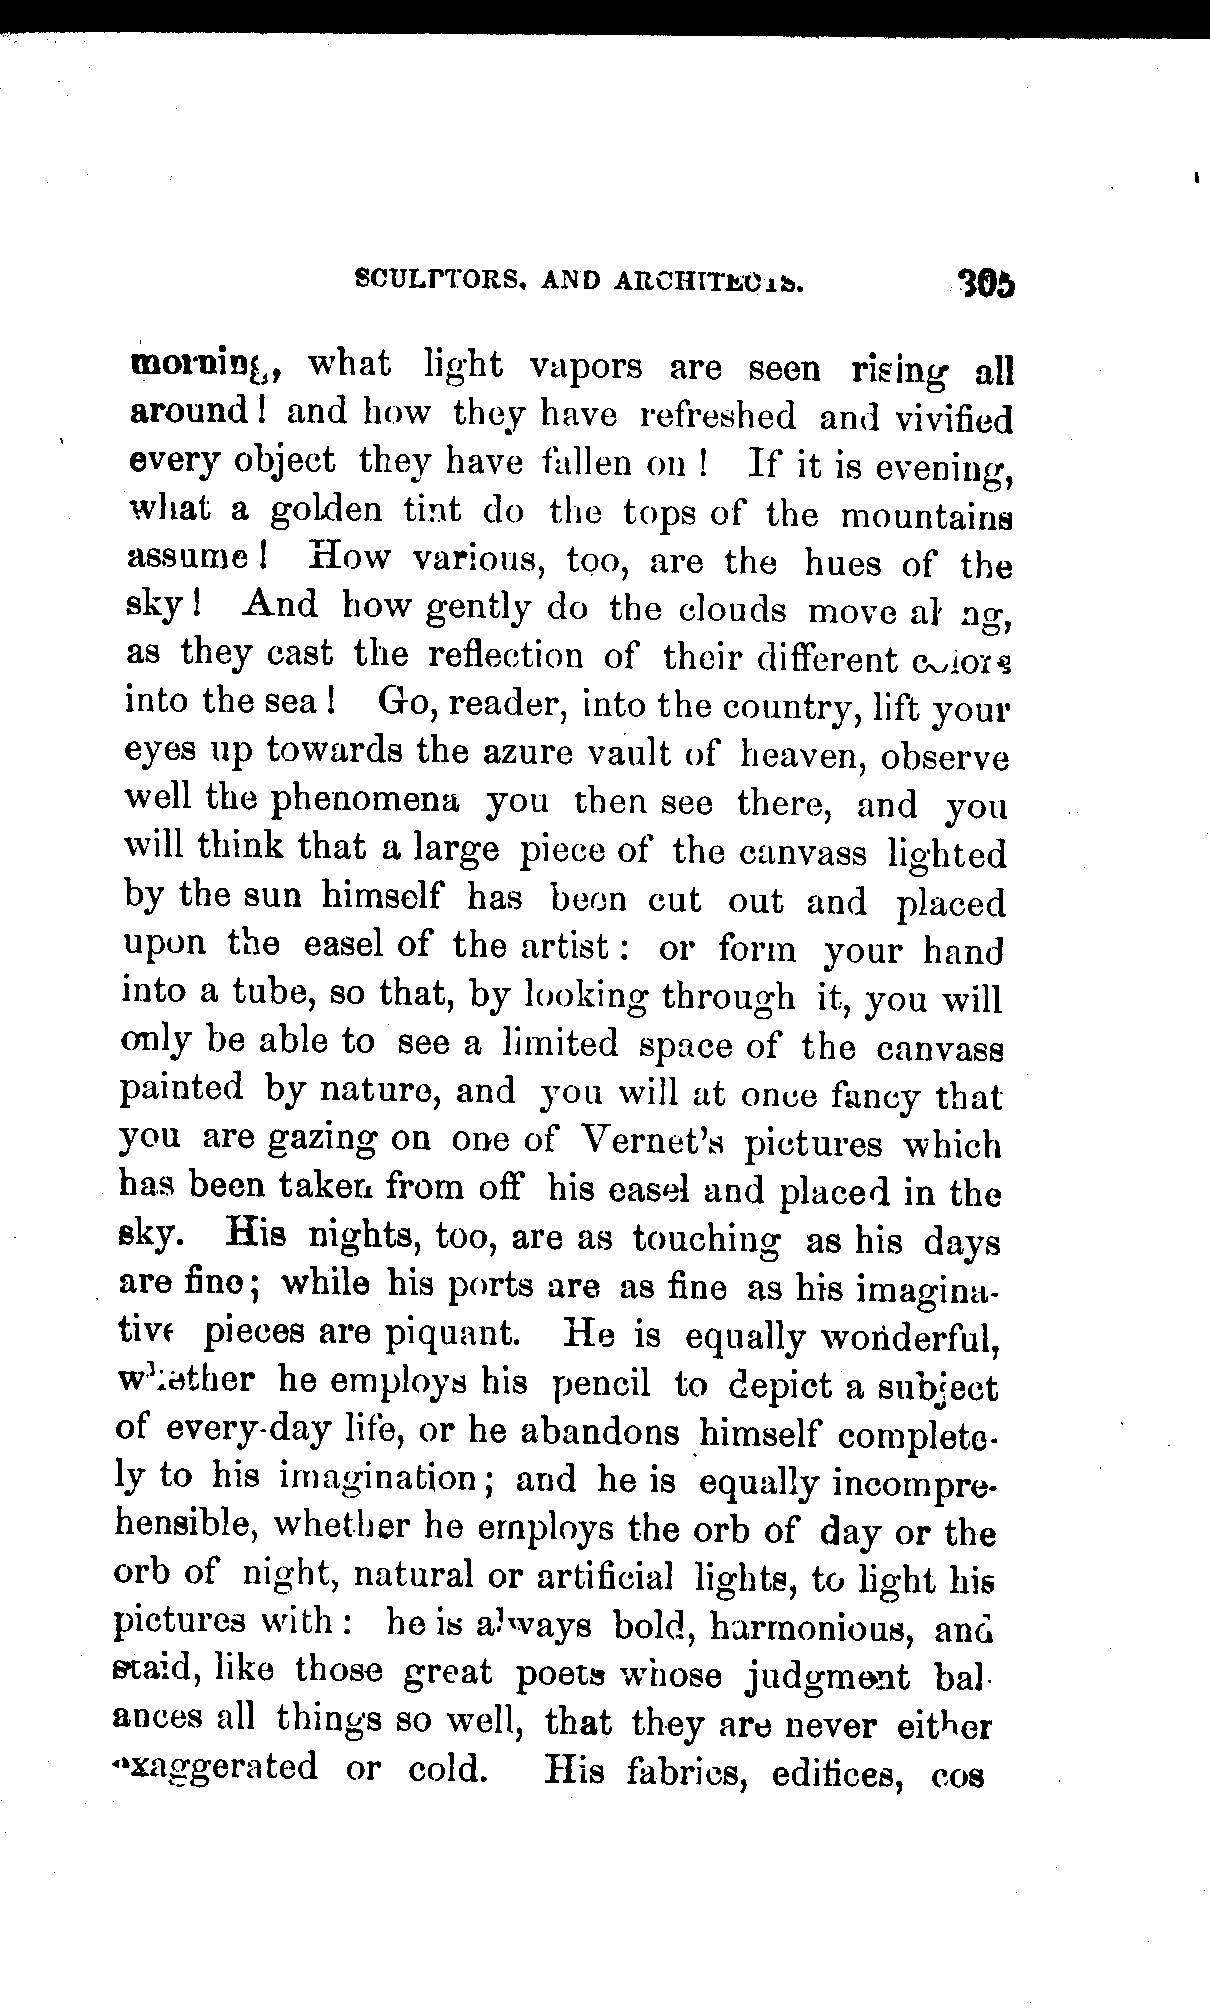 SCULPTORS, AND ARCHITECTS. 305
morning, what light vapors are seen rising all
around! and how they have refreshed and vivified
every object they have fallen on! If it is evening,
what a golden tint do the tops of the mountains
assume! How various, too, are the hues of the
sky! And how gently do the clouds move along,
as they cast the reflection of their different colors
into the sea! Go, reader, into the country, lift your
eyes up towards the azure vault of heaven, observe
well the phenomena you then see there, and you
will think that a large piece of the canvass lighted
by the sun himself has been cut out and placed
upon the easel of the artist: or form your hand
into a tube, so that, by looking through it, you will
only be able to see a limited space of the canvass
painted by nature, and you will at once fancy that
you are gazing on one of Vernet's pictures which
has been taken from off his easel and placed in the
sky. His nights, too, are as touching as his days
are fine; while his ports are as fine as his imagina-
tive pieces are piquant. He is equally wonderful,
whether he employs his pencil to depict a subject
of every-day life, or he abandons himself complete-
ly to his imagination; and he is equally incompre-
hensible, whether he employs the orb of day or the
orb of night, natural or artificial lights, to light his
pictures with: he is always bold, harmonious, and
staid, like those great poets whose judgment bal-
ances all things so well, that they are never either
exaggerated or cold. His fabrics, edifices, cos